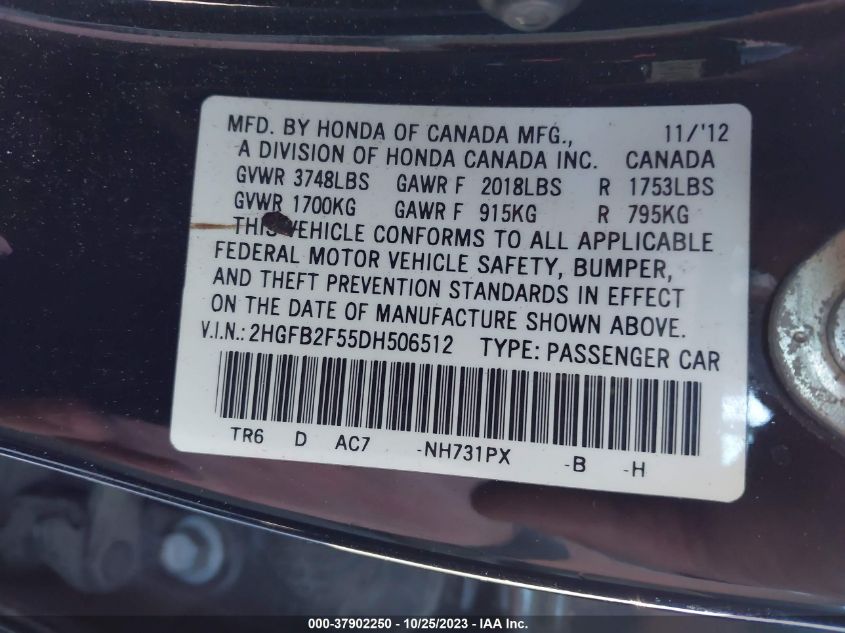 MFD. BY HONDA OF CANADA MFG., 11/'12
A DIVISION OF HONDA CANADA INC. CANADA
GVWR 3748LBS GAWR F 2018LBS R 1753LBS
GVWR 1700KG GAWR F 915KG R 795KG
THIS VEHICLE CONFORMS TO ALL APPLICABLE
FEDERAL MOTOR VEHICLE SAFETY, BUMPER,
AND THEFT PREVENTION STANDARDS IN EFFECT
ON THE DATE OF MANUFACTURE SHOWN ABOVE.
V.I.N.: 2HGFB2F55DH506512 TYPE: PASSENGER CAR
TR6 D AC7 -NH731PX -B -H
000-37902250 - 10/25/2023 - © IAA Inc.